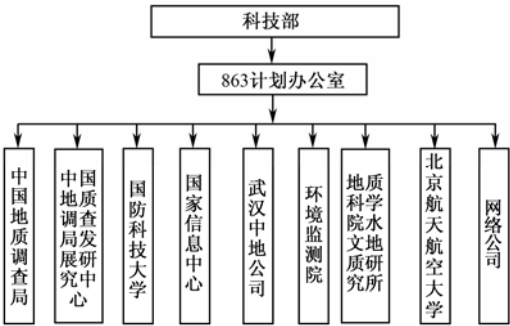 科技部
863计划办公室
中国地质调查局
中国地质调查局发展研究中心
国防科技大学
国家信息中心
武汉中地公司
环境监测院
地质科学院水文地质研究所
北京航天航空大学
网络公司